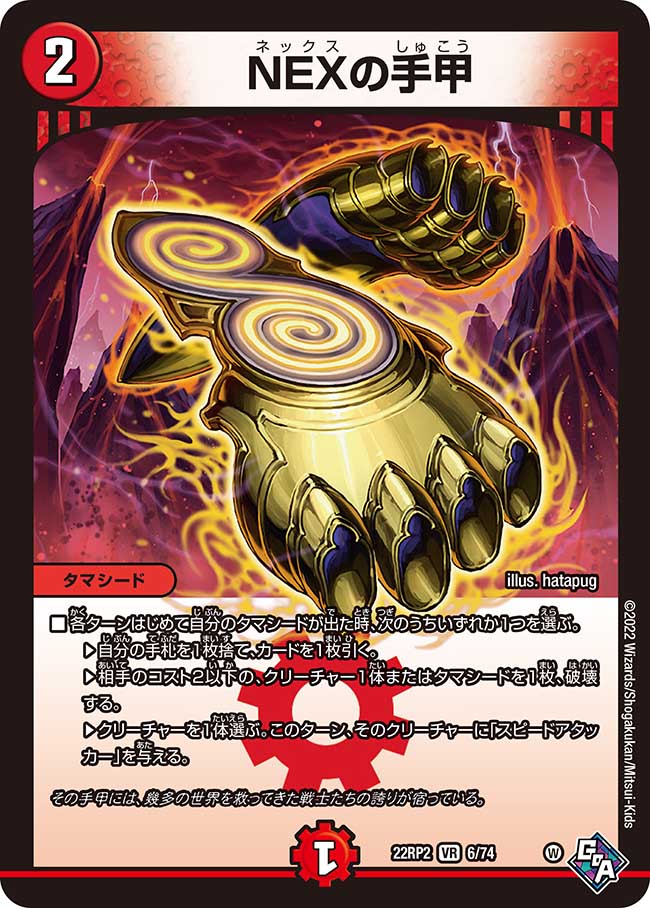 2
ネックス しゅこう
NEXの手甲
タマシード
illus. hatapug
■各ターンはじめて自分のタマシードが出た時、次のうちいずれか1つを選ぶ。
▶自分の手札を1枚捨て、カードを1枚引く。
▶相手のコスト2以下の、クリーチャー1体またはタマシードを1枚、破壊
する。
▶クリーチャーを1体選ぶ。このターン、そのクリーチャーに「スピードアタッ
カー」を与える。
その手甲には、幾多の世界を救ってきた戦士たちの誇りが宿っている。
©2022 Wizards/Shogakukan/Mitsui-Kids
1
22RP2 VR 6/74
W
GoA